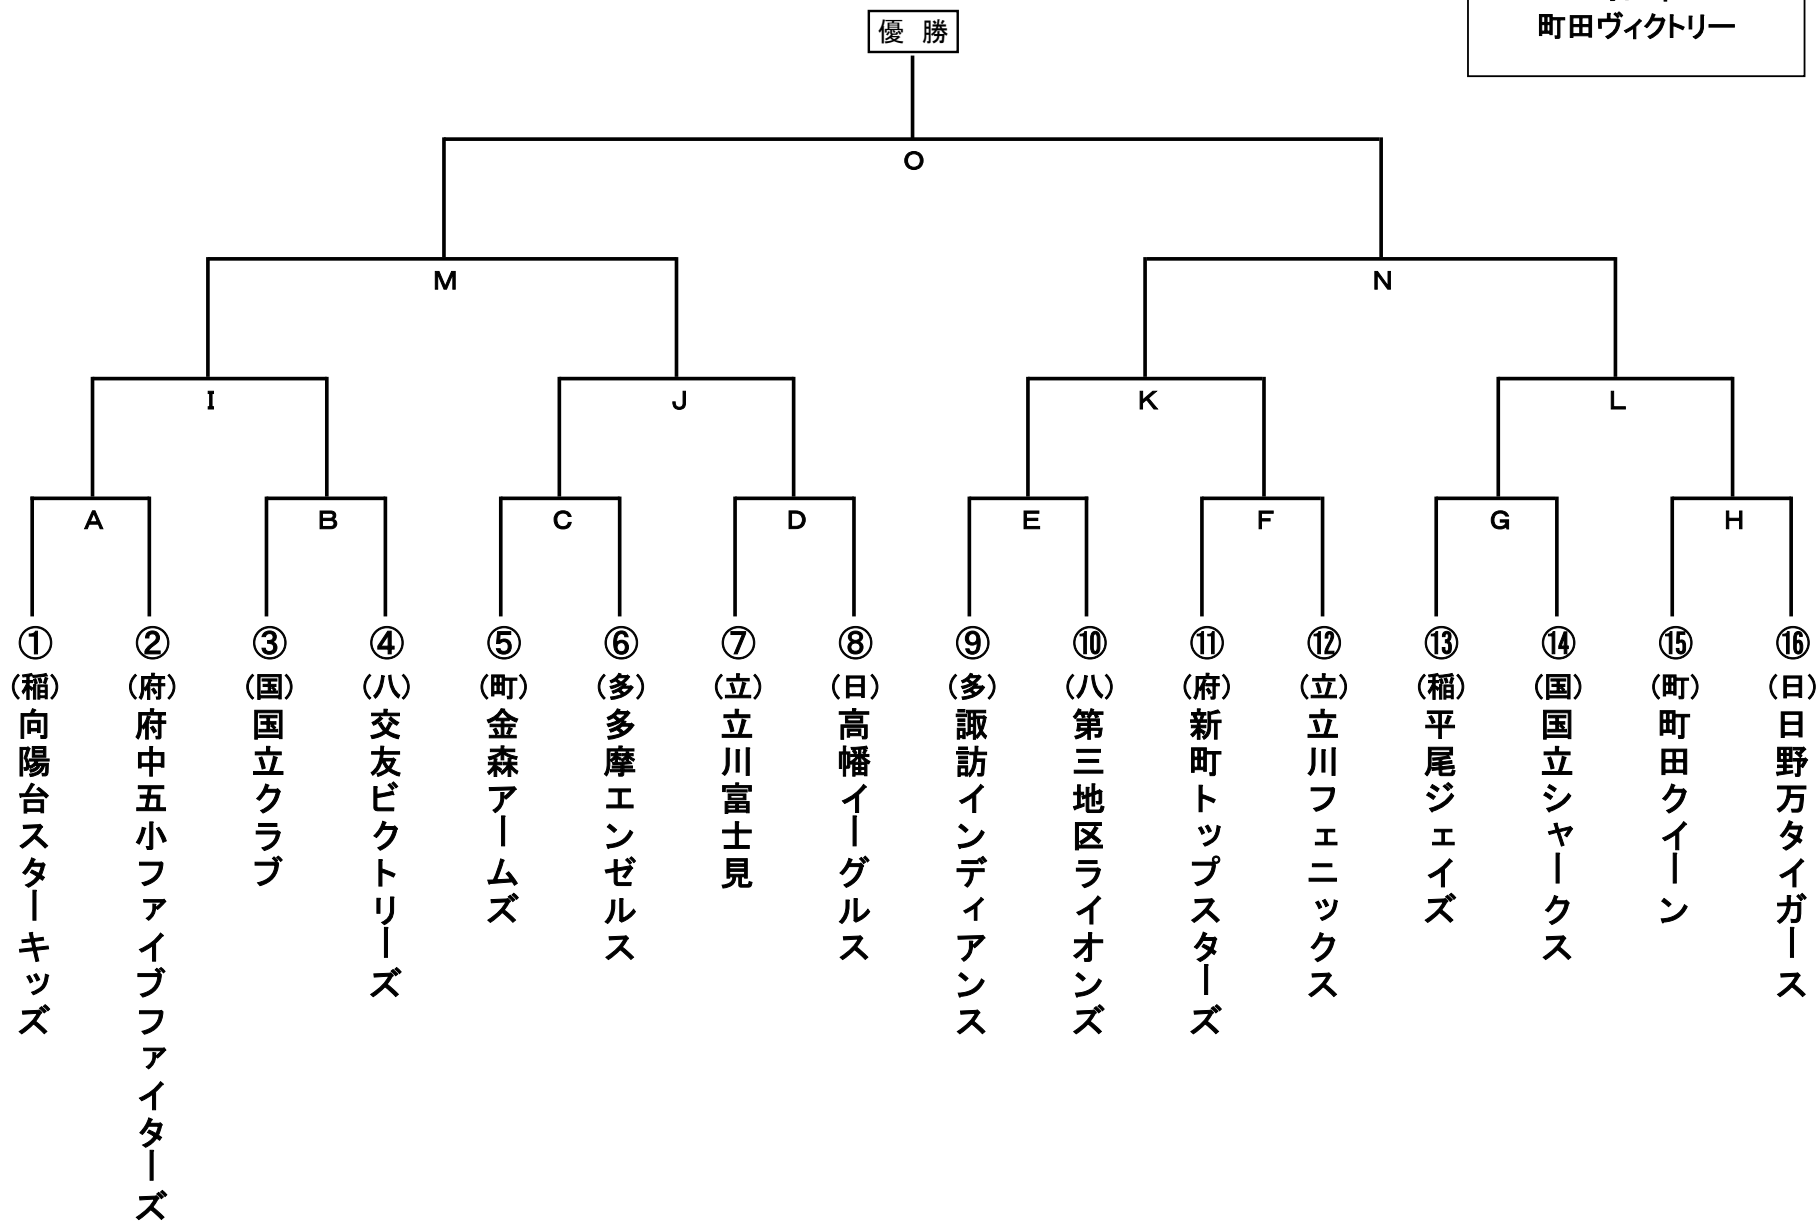 町田ヴィクトリー
優　勝
O
M
N
I
J
K
L
A
B
C
D
E
F
G
H
①
（稲）
向陽台スターキッズ
②
（府）
府中五小ファイブファイターズ
③
（国）
国立クラブ
④
（八）
交友ビクトリーズ
⑤
（町）
金森アームズ
⑥
（多）
多摩エンゼルス
⑦
（立）
立川富士見
⑧
（日）
高幡イーグルス
⑨
（多）
諏訪インディアンス
⑩
（八）
第三地区ライオンズ
⑪
（府）
新町トップスターズ
⑫
（立）
立川フェニックス
⑬
（稲）
平尾ジェイズ
⑭
（国）
国立シャークス
⑮
（町）
町田クイーン
⑯
（日）
日野万タイガース